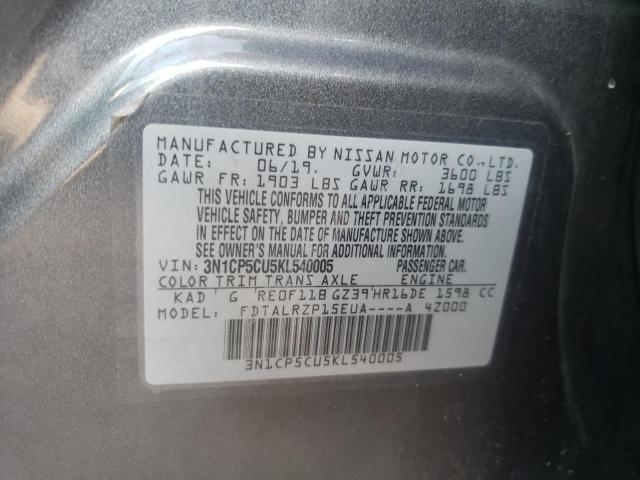 MANUFACTURED BY NISSAN MOTOR CO.,LTD.
DATE: 06/19. GVWR: 3600 LBS
GAWR FR: 1903 LBS GAWR RR: 1698 LBS
THIS VEHICLE CONFORMS TO ALL APPLICABLE FEDERAL MOTOR
VEHICLE SAFETY, BUMPER AND THEFT PREVENTION STANDARDS
IN EFFECT ON THE DATE OF MANUFACTURE SHOWN ABOVE.
SEE OWNER'S MANUAL FOR ADDITIONAL INFORMATION
VIN: 3N1CP5CU5KL540005 PASSENGER CAR.
COLOR TRIM TRANS AXLE ENGINE
KAD G RE0F11B GZ39 HR16DE 1598 CC
MODEL: FDTALRZP15EUA----A 4Z000
3N1CP5CU5KL540005